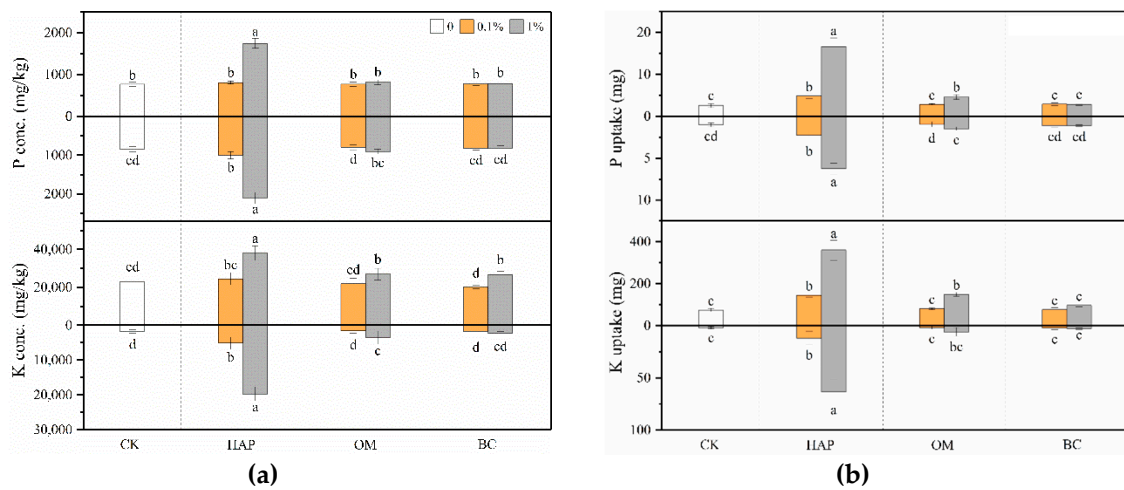 0 0.1% 1%
2000
1000
0
1000
2000
P conc. (mg/kg)
b b a b b b b
cd b a d bc cd cd
40,000
20,000
0
10,000
20,000
30,000
K conc. (mg/kg)
cd bc a cd b d b
d b a d c d cd
CK HAP OM BC
(a)
20
15
10
5
0
5
10
P uptake (mg)
c b a c b c c
cd b a d c cd cd
400
200
0
50
100
K uptake (mg)
c b a c b c c
c b a c bc c c
CK HAP OM BC
(b)